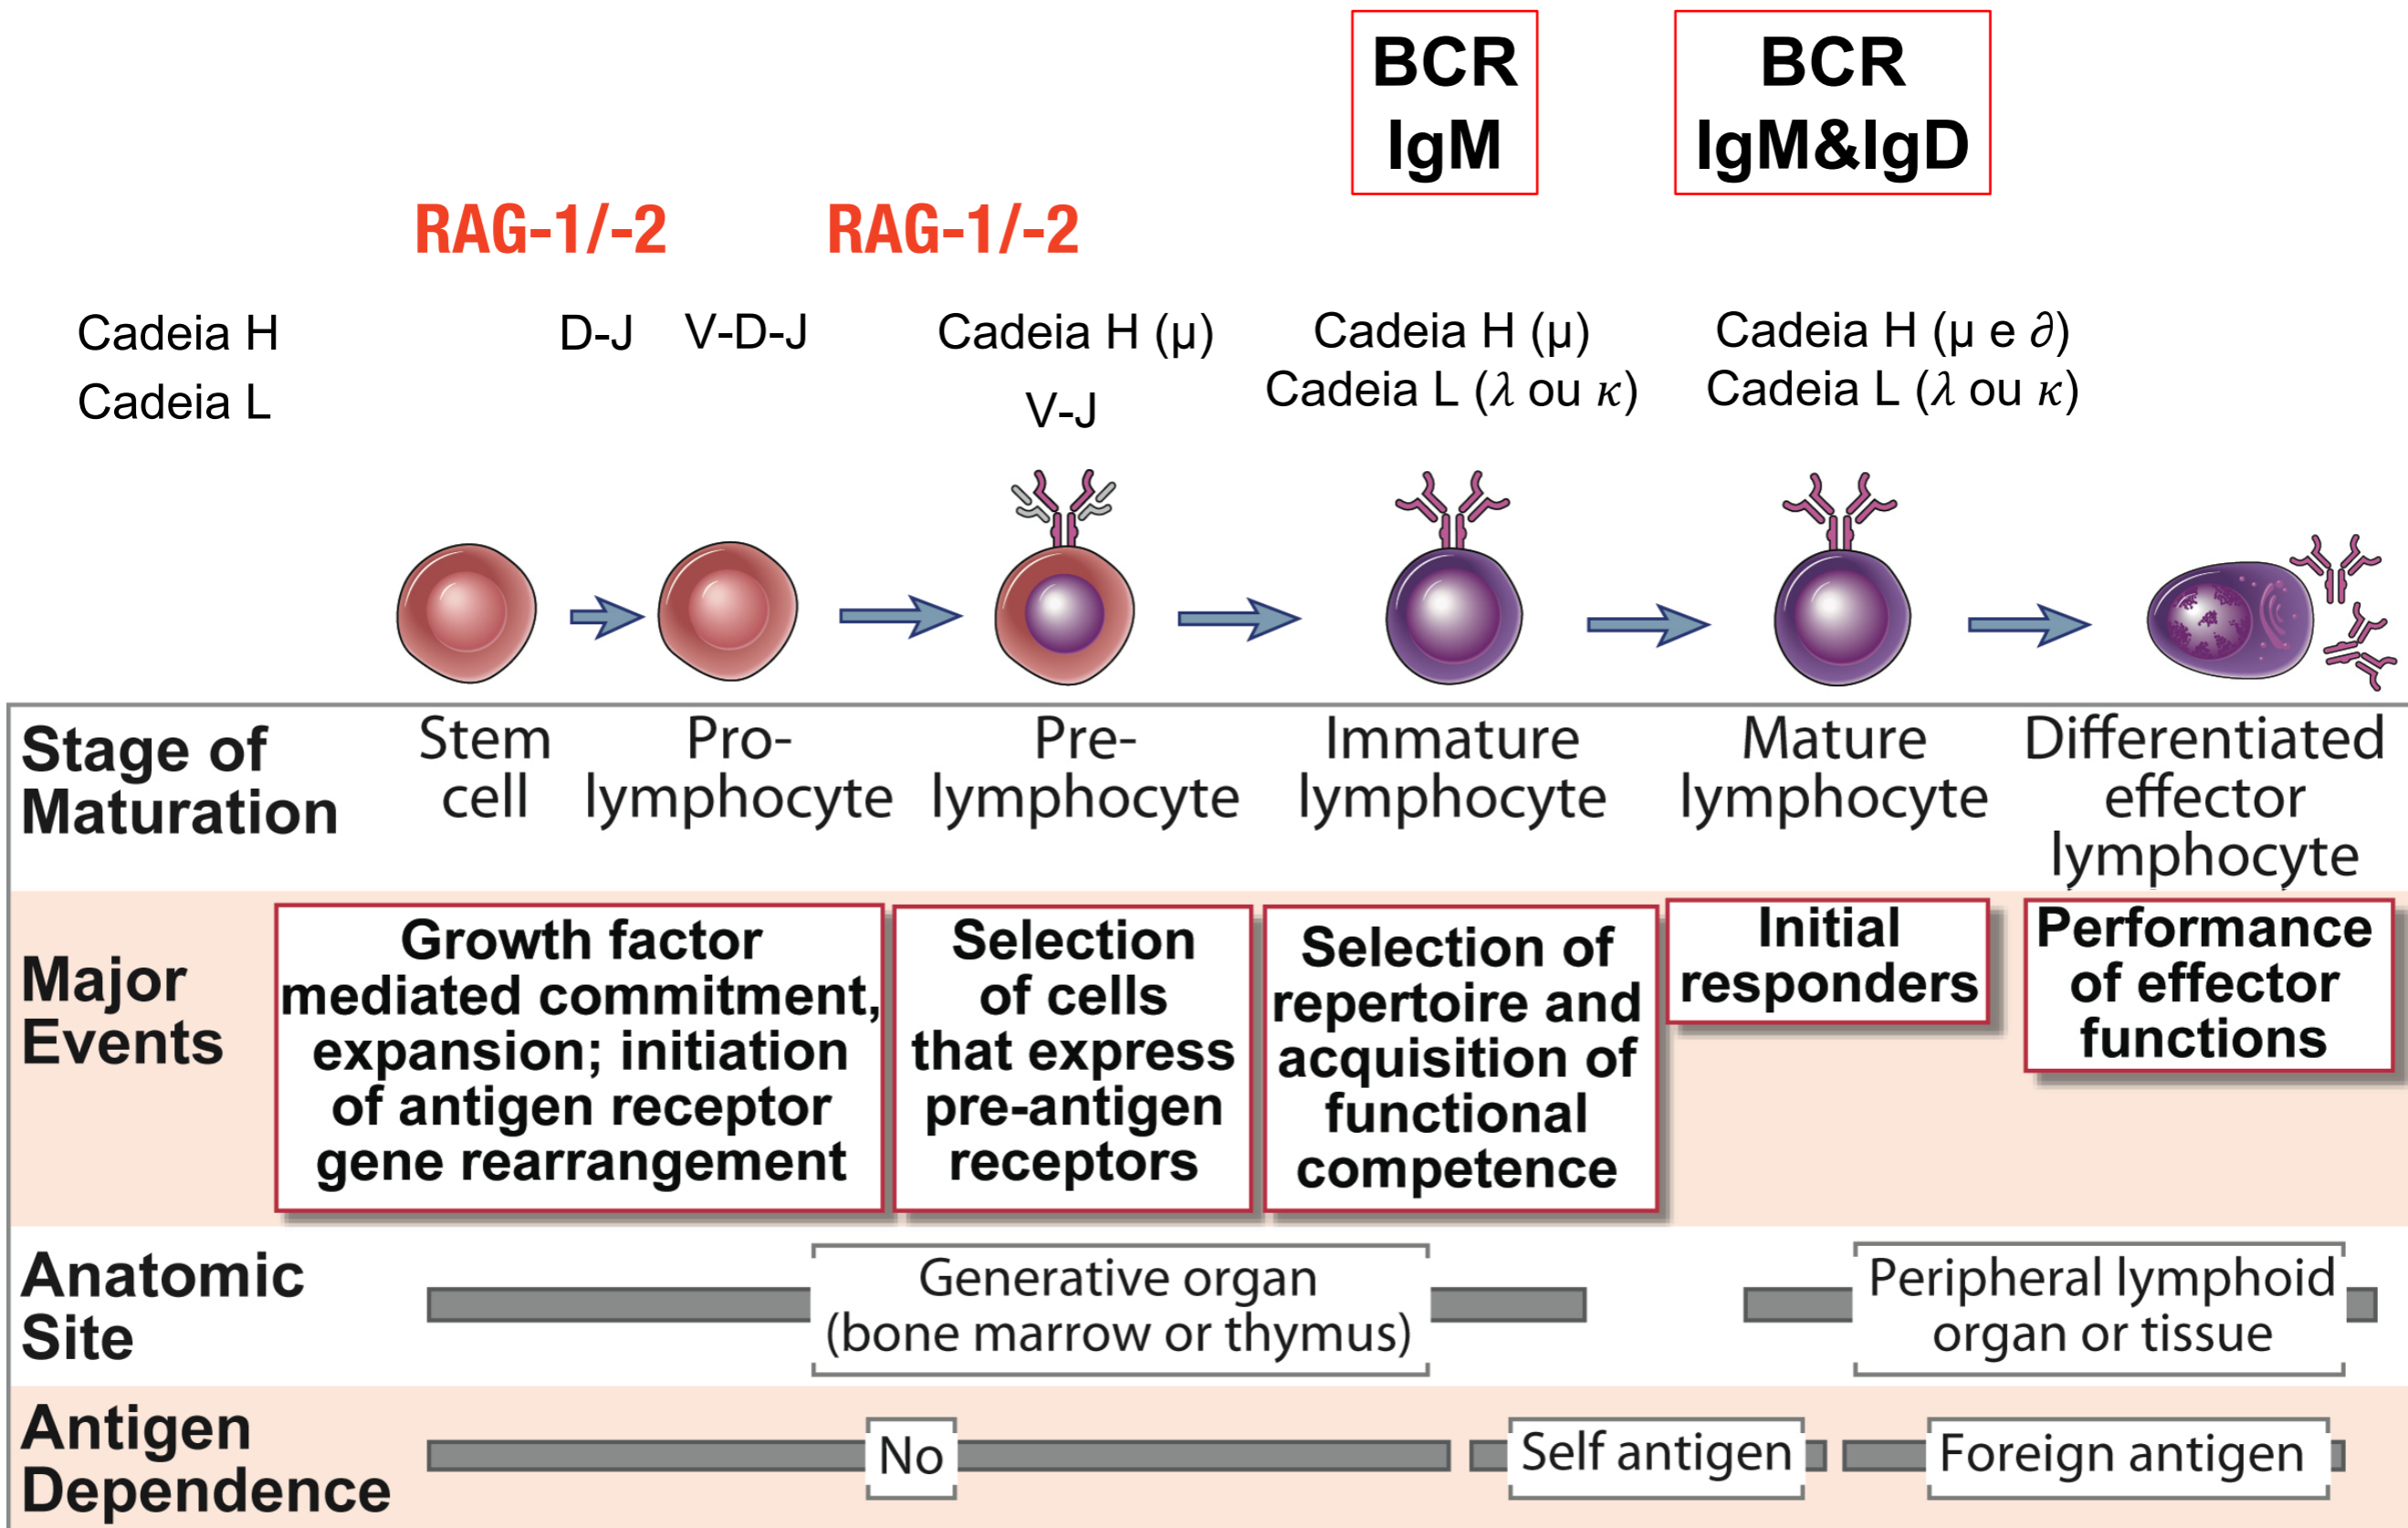 BCR
IgM
BCR
IgM&IgD
RAG-1/-2
RAG-1/-2
Cadeia H
D-J
V-D-J
Cadeia H (μ)
Cadeia H (μ)
Cadeia H (μ e ∂)
Cadeia L
V-J
Cadeia L (λ ou κ)
Cadeia L (λ ou κ)
Stage of
Maturation
Stem
cell
Pro-
lymphocyte
Pre-
lymphocyte
Immature
lymphocyte
Mature
lymphocyte
Differentiated
effector
lymphocyte
Major
Events
Growth factor
mediated commitment,
expansion; initiation
of antigen receptor
gene rearrangement
Selection
of cells
that express
pre-antigen
receptors
Selection of
repertoire and
acquisition of
functional
competence
Initial
responders
Performance
of effector
functions
Anatomic
Site
Generative organ
(bone marrow or thymus)
Peripheral lymphoid
organ or tissue
Antigen
Dependence
No
Self antigen
Foreign antigen